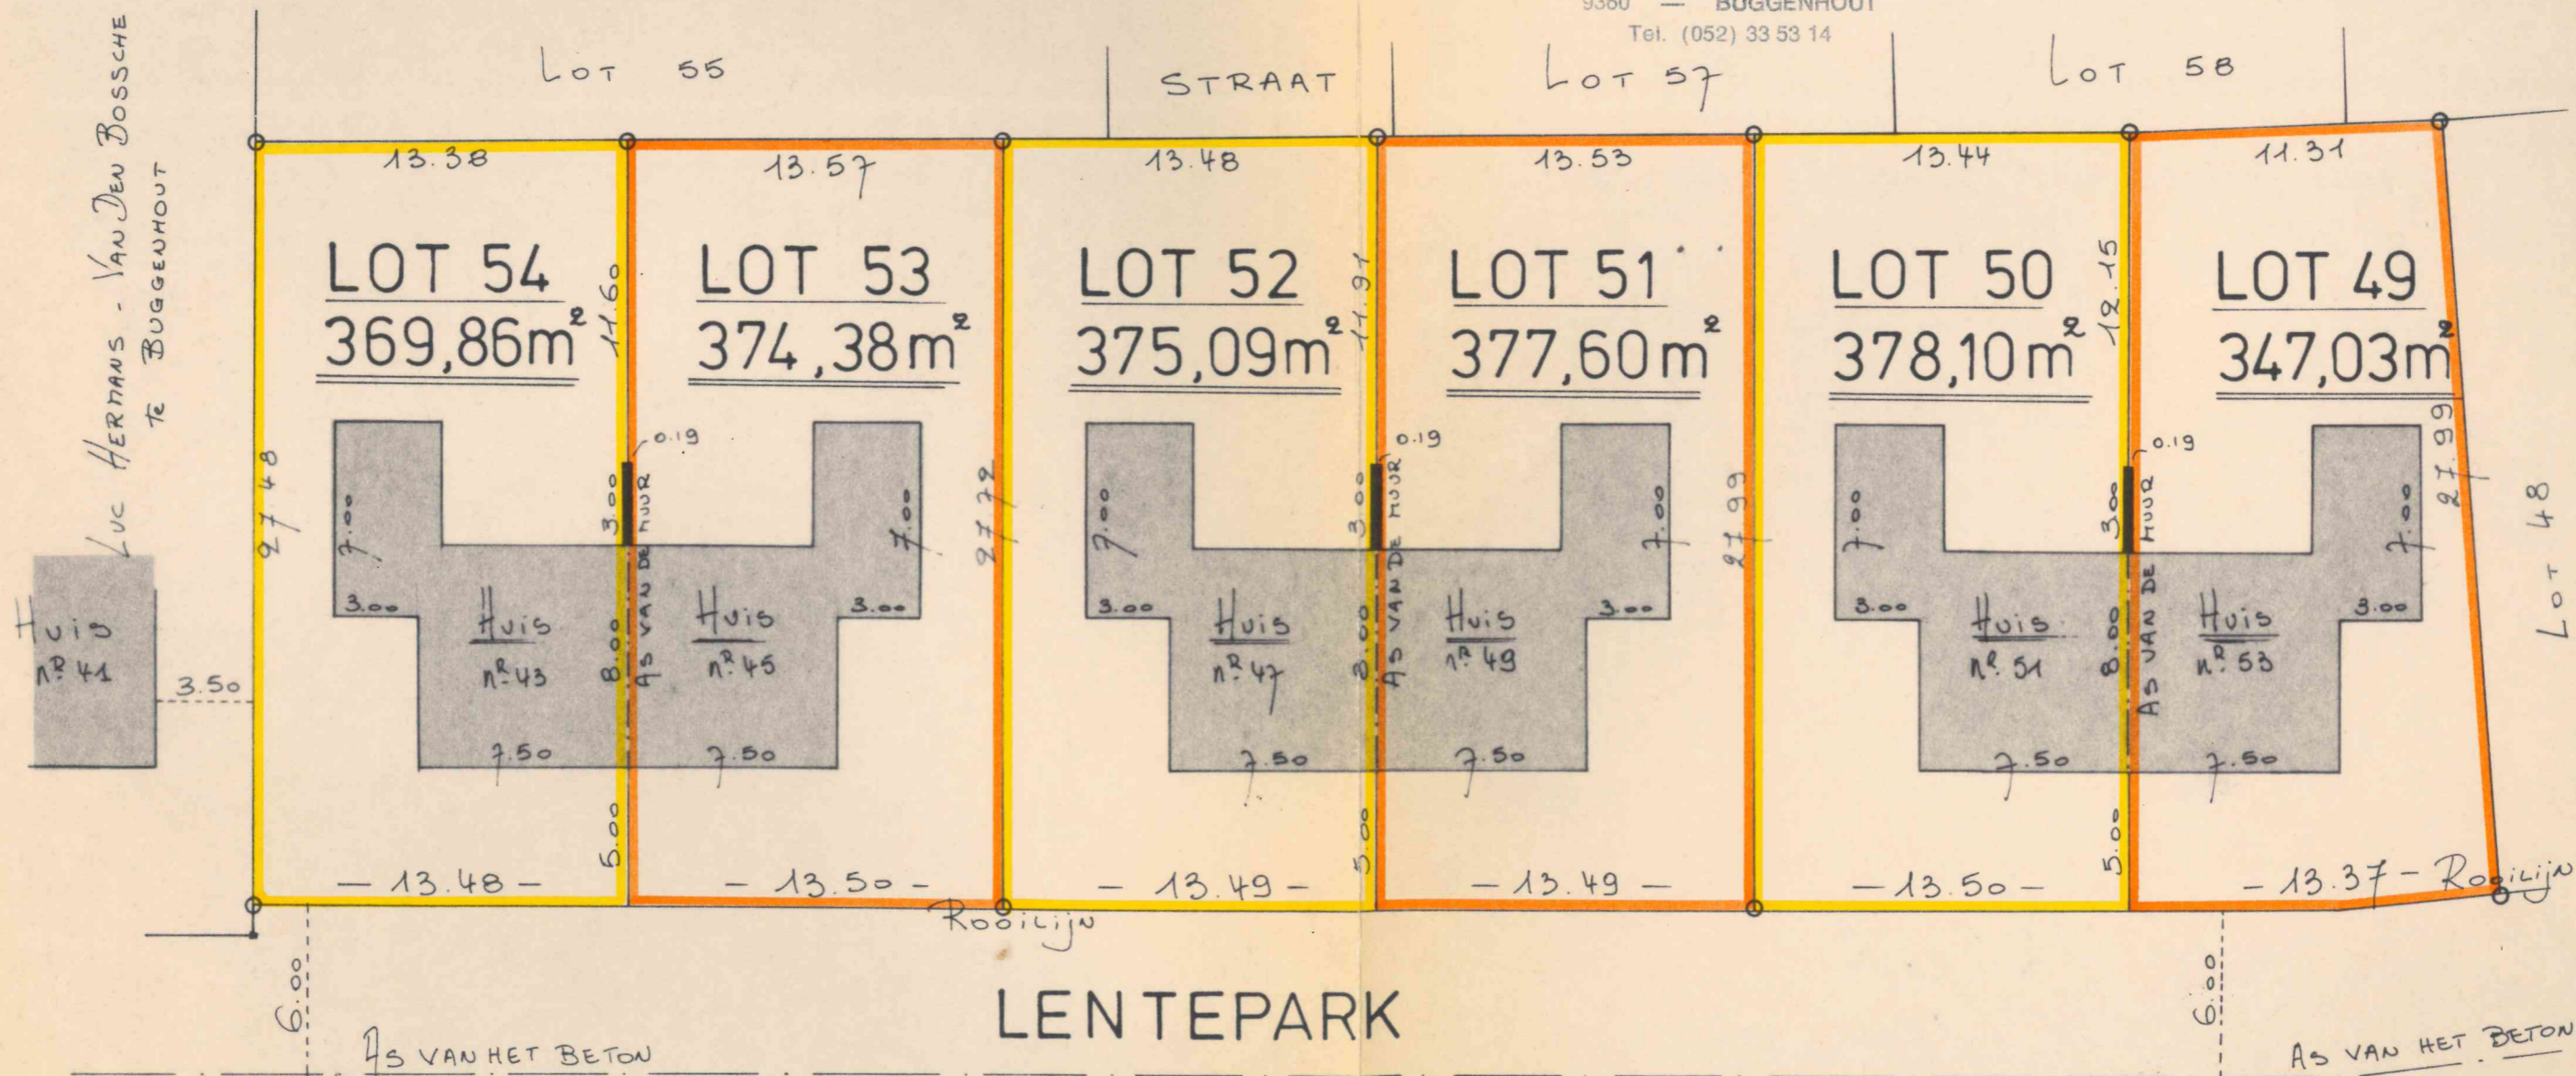 9380 — BUGGENHOUT
Tel. (052) 33 53 14
LUC HERMANS - VAN DEN BOSSCHE
TE BUGGENHOUT
LOT 55
STRAAT
LOT 57
LOT 58
13.38
13.57
13.48
13.53
13.44
11.31
LOT 54
369,86m²
11.60
LOT 53
374,38m²
LOT 52
375,09m²
11.91
LOT 51
377,60m²
LOT 50
378,10m²
12.15
LOT 49
347,03m²
27.48
7.00
3.00
0.19
AS VAN DE MUUR
7.00
27.72
7.00
3.00
0.19
AS VAN DE MUUR
7.00
27.99
7.00
3.00
0.19
AS VAN DE MUUR
7.00
27.99
LOT 48
Huis
nR 41
3.50
3.00
Huis
nR 43
8.00
Huis
nR 45
3.00
3.00
Huis
nR 47
8.00
Huis
nR 49
3.00
3.00
Huis
nR 51
8.00
Huis
nR 53
3.00
7.50
7.50
7.50
7.50
7.50
7.50
5.00
5.00
5.00
- 13.48 -
- 13.50 -
- 13.49 -
- 13.49 -
- 13.50 -
- 13.37 - ROOILIJN
ROOILIJN
6.00
LENTEPARK
6.00
AS VAN HET BETON
AS VAN HET BETON